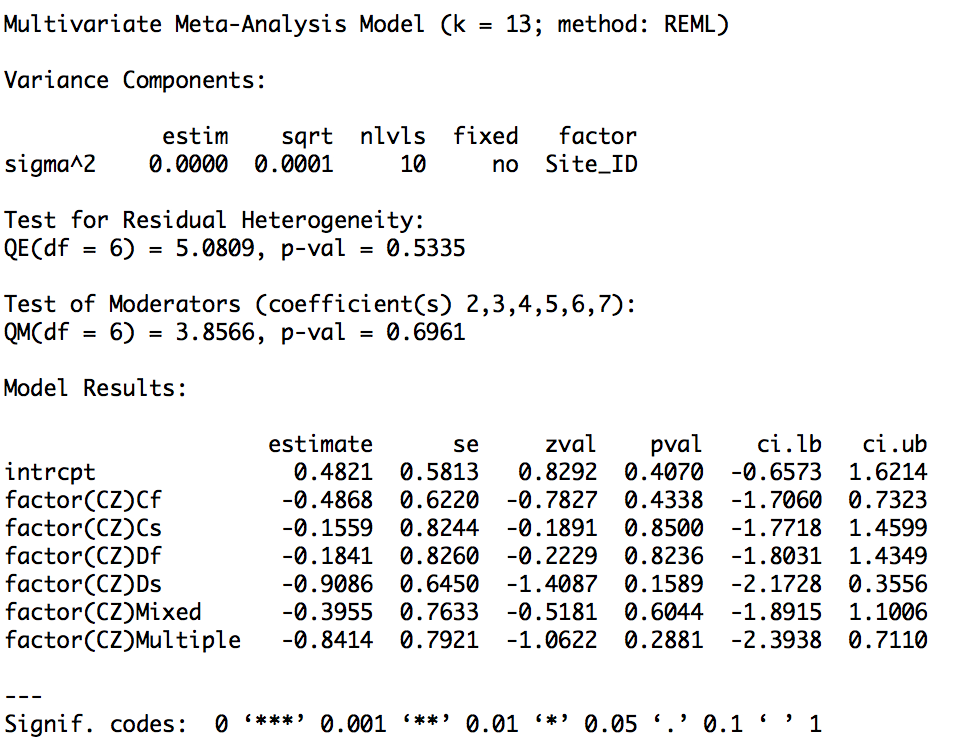 Multivariate Meta-Analysis Model (k = 13; method: REML)
Variance Components:
estim sqrt nlvls fixed factor
sigma^2 0.0000 0.0001 10 no Site_ID
Test for Residual Heterogeneity:
QE(df = 6) = 5.0809, p-val = 0.5335
Test of Moderators (coefficient(s) 2,3,4,5,6,7):
QM(df = 6) = 3.8566, p-val = 0.6961
Model Results:
estimate se zval pval ci.lb ci.ub
intrcpt 0.4821 0.5813 0.8292 0.4070 -0.6573 1.6214
factor(CZ)Cf -0.4868 0.6220 -0.7827 0.4338 -1.7060 0.7323
factor(CZ)Cs -0.1559 0.8244 -0.1891 0.8500 -1.7718 1.4599
factor(CZ)Df -0.1841 0.8260 -0.2229 0.8236 -1.8031 1.4349
factor(CZ)Ds -0.9086 0.6450 -1.4087 0.1589 -2.1728 0.3556
factor(CZ)Mixed -0.3955 0.7633 -0.5181 0.6044 -1.8915 1.1006
factor(CZ)Multiple -0.8414 0.7921 -1.0622 0.2881 -2.3938 0.7110
---
Signif. codes: 0 ‘***’ 0.001 ‘**’ 0.01 ‘*’ 0.05 ‘.’ 0.1 ‘ ’ 1